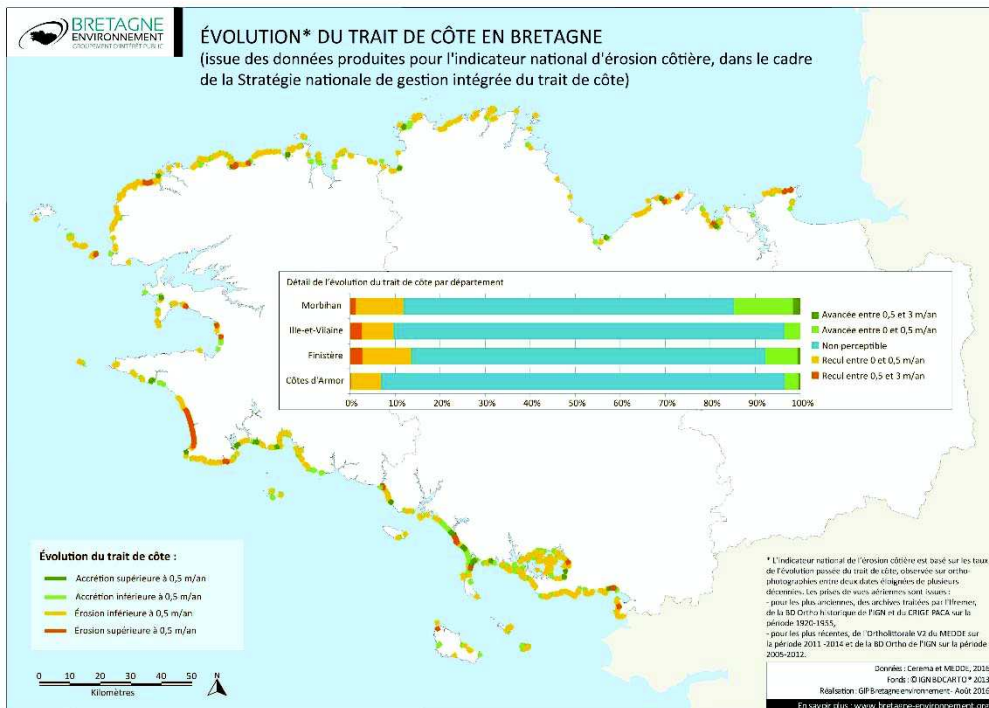 BRETAGNE
ENVIRONNEMENT
GROUPEMENT D'INTÉRÊT PUBLIC
ÉVOLUTION* DU TRAIT DE CÔTE EN BRETAGNE
(issue des données produites pour l'indicateur national d'érosion côtière, dans le cadre
de la Stratégie nationale de gestion intégrée du trait de côte)
Détail de l'évolution du trait de côte par département
Morbihan
Ille-et-Vilaine
Finistère
Côtes d'Armor
0% 10% 20% 30% 40% 50% 60% 70% 80% 90% 100%
Avancée entre 0,5 et 3 m/an
Avancée entre 0 et 0,5 m/an
Non perceptible
Recul entre 0 et 0,5 m/an
Recul entre 0,5 et 3 m/an
Évolution du trait de côte :
Accrétion supérieure à 0,5 m/an
Accrétion inférieure à 0,5 m/an
Érosion inférieure à 0,5 m/an
Érosion supérieure à 0,5 m/an
0 10 20 30 40 50
Kilomètres
N
* L'indicateur national de l'érosion côtière est basé sur les taux
de l'évolution passée du trait de côte, observée sur ortho-
photographies entre deux dates éloignées de plusieurs
décennies. Les prises de vues aériennes sont issues :
- pour les plus anciennes, des archives traitées par l'Ifremer,
de la BD Ortho historique de l'IGN et du CRIGE PACA sur la
période 1920-1955,
- pour les plus récentes, de l'Ortholittorale V2 du MEDDE sur
la période 2011 -2014 et de la BD Ortho de l'IGN sur la période
2005-2012.
Données : Cerema et MEDDE, 2016
Fonds : © IGN BDCARTO® 2013
Réalisation : GIP Bretagne environnement - Août 2016
En savoir plus : www.bretagne-environnement.org